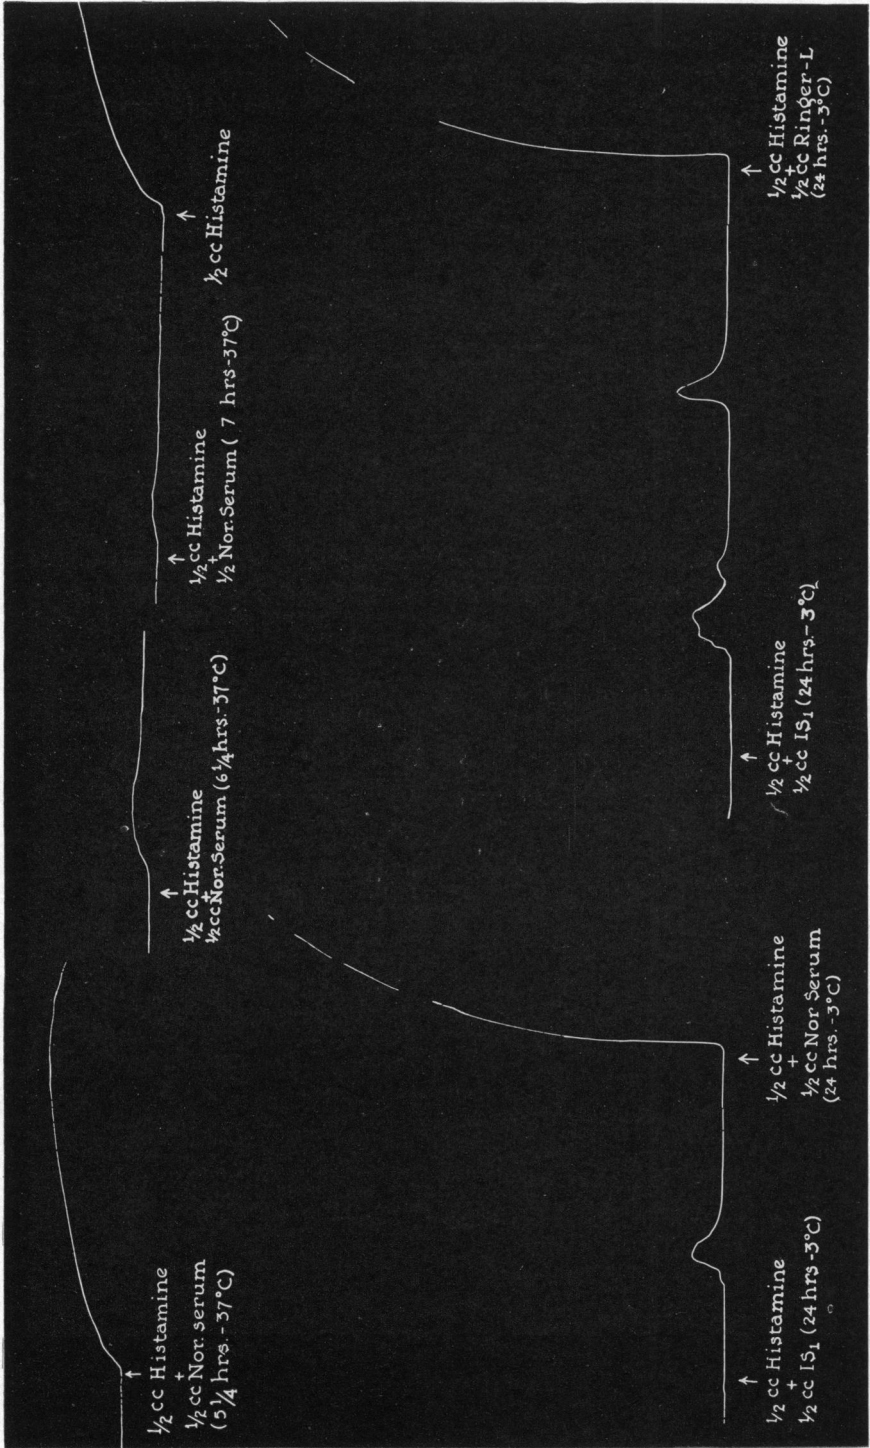 ½ cc Histamine
+
½ cc Nor. serum
(5¼ hrs. - 37°C)
½ cc Histamine
+
½ cc Nor. Serum (6¼ hrs. - 37°C)
½ cc Histamine
+
½ Nor. Serum ( 7 hrs - 37°C)
½ cc Histamine
½ cc Histamine
+
½ cc IS₁ (24 hrs - 3°C)
½ cc Histamine
+
½ cc Nor Serum
(24 hrs. - 3°C)
½ cc Histamine
+
½ cc IS₁ (24 hrs. - 3°C)
½ cc Histamine
+
½ cc Ringer - L
(24 hrs. - 3°C)